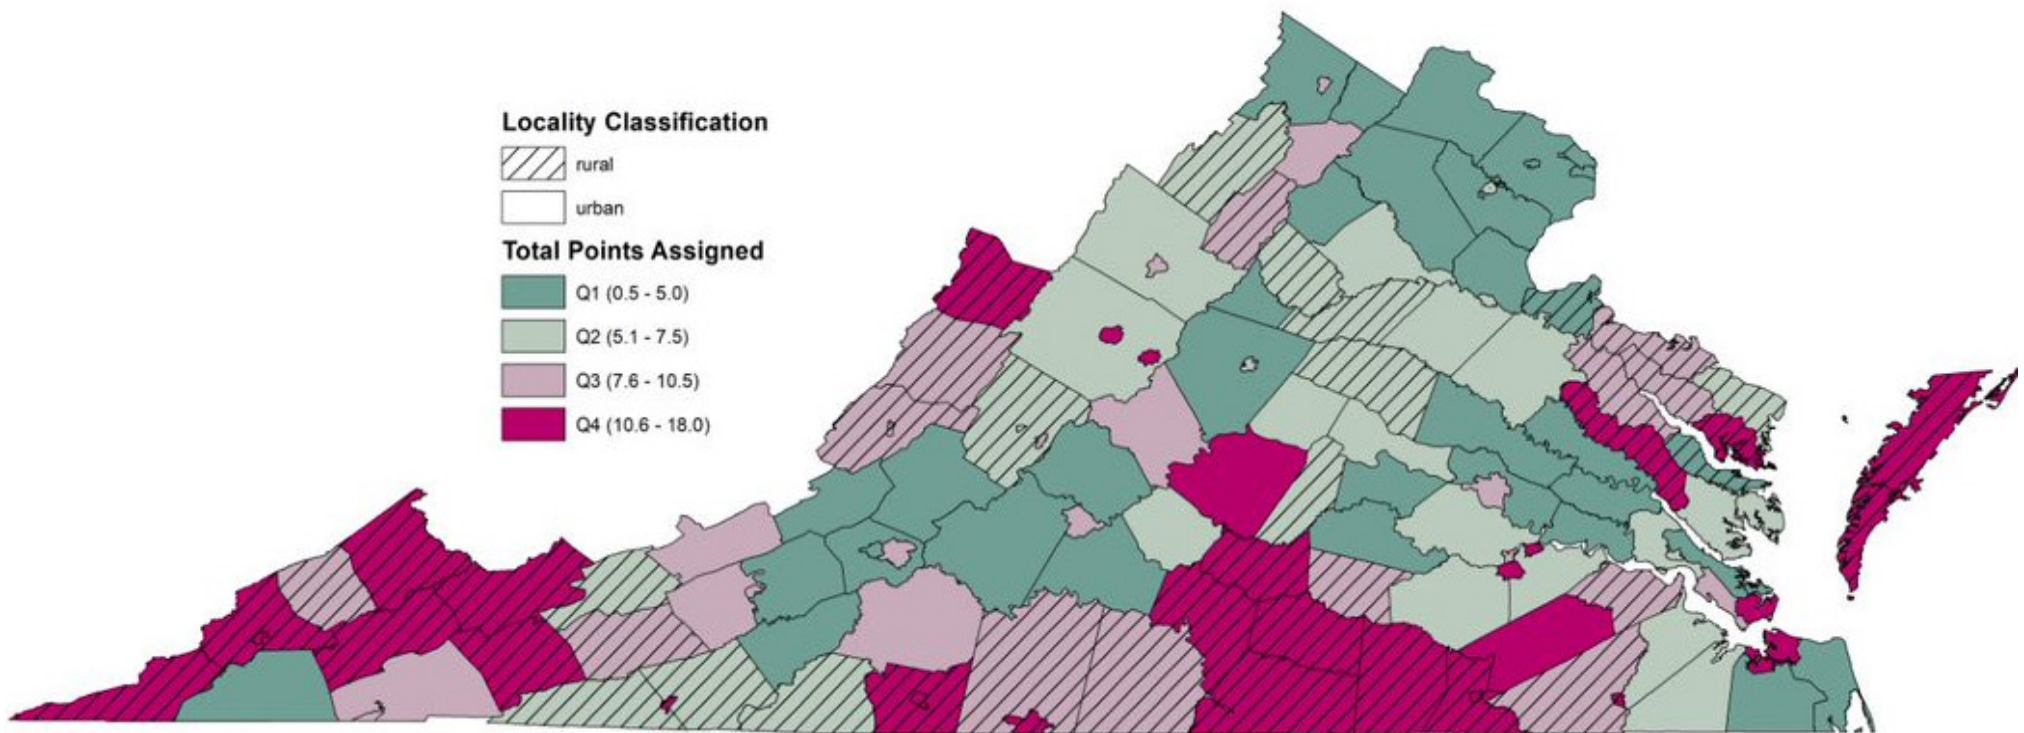 Locality Classification
rural
urban
Total Points Assigned
Q1 (0.5 - 5.0)
Q2 (5.1 - 7.5)
Q3 (7.6 - 10.5)
Q4 (10.6 - 18.0)